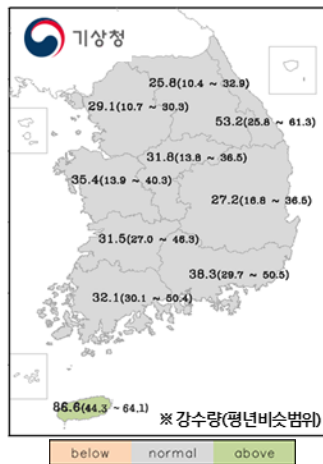 기상청
25.8(10.4 ~ 32.9)
29.1(10.7 ~ 30.3)
53.2(25.8 ~ 61.3)
31.8(13.8 ~ 36.5)
35.4(13.9 ~ 40.3)
27.2(16.8 ~ 36.5)
31.5(27.0 ~ 46.3)
38.3(29.7 ~ 50.5)
32.1(30.1 ~ 50.4)
86.6(44.3 ~ 64.1)
※ 강수량(평년비슷범위)
below normal above